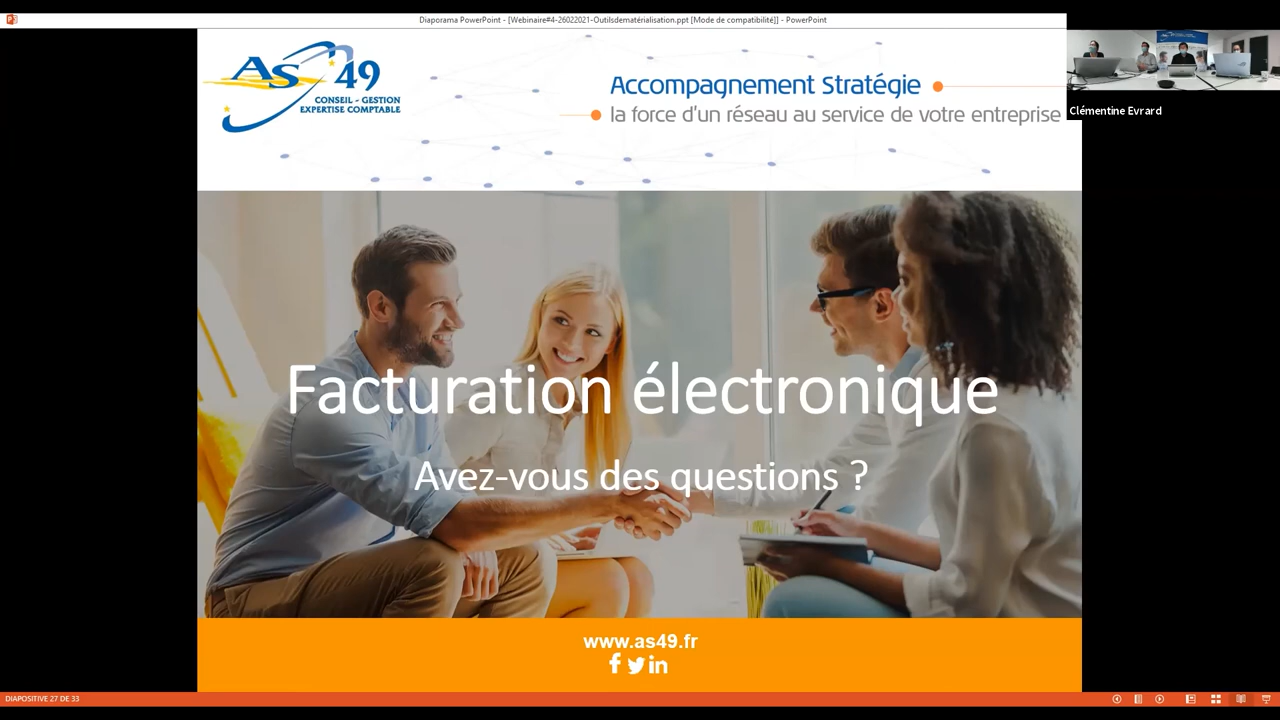 Diaporama PowerPoint - [Webinaire#4-26022021-Outilsdematérialisation.ppt [Mode de compatibilité]] - PowerPoint
AS 49
CONSEIL - GESTION
EXPERTISE COMPTABLE
Accompagnement Stratégie
la force d'un réseau au service de votre entreprise
Clémentine Evrard
Facturation électronique
Avez-vous des questions ?
www.as49.fr
DIAPOSITIVE 27 DE 33